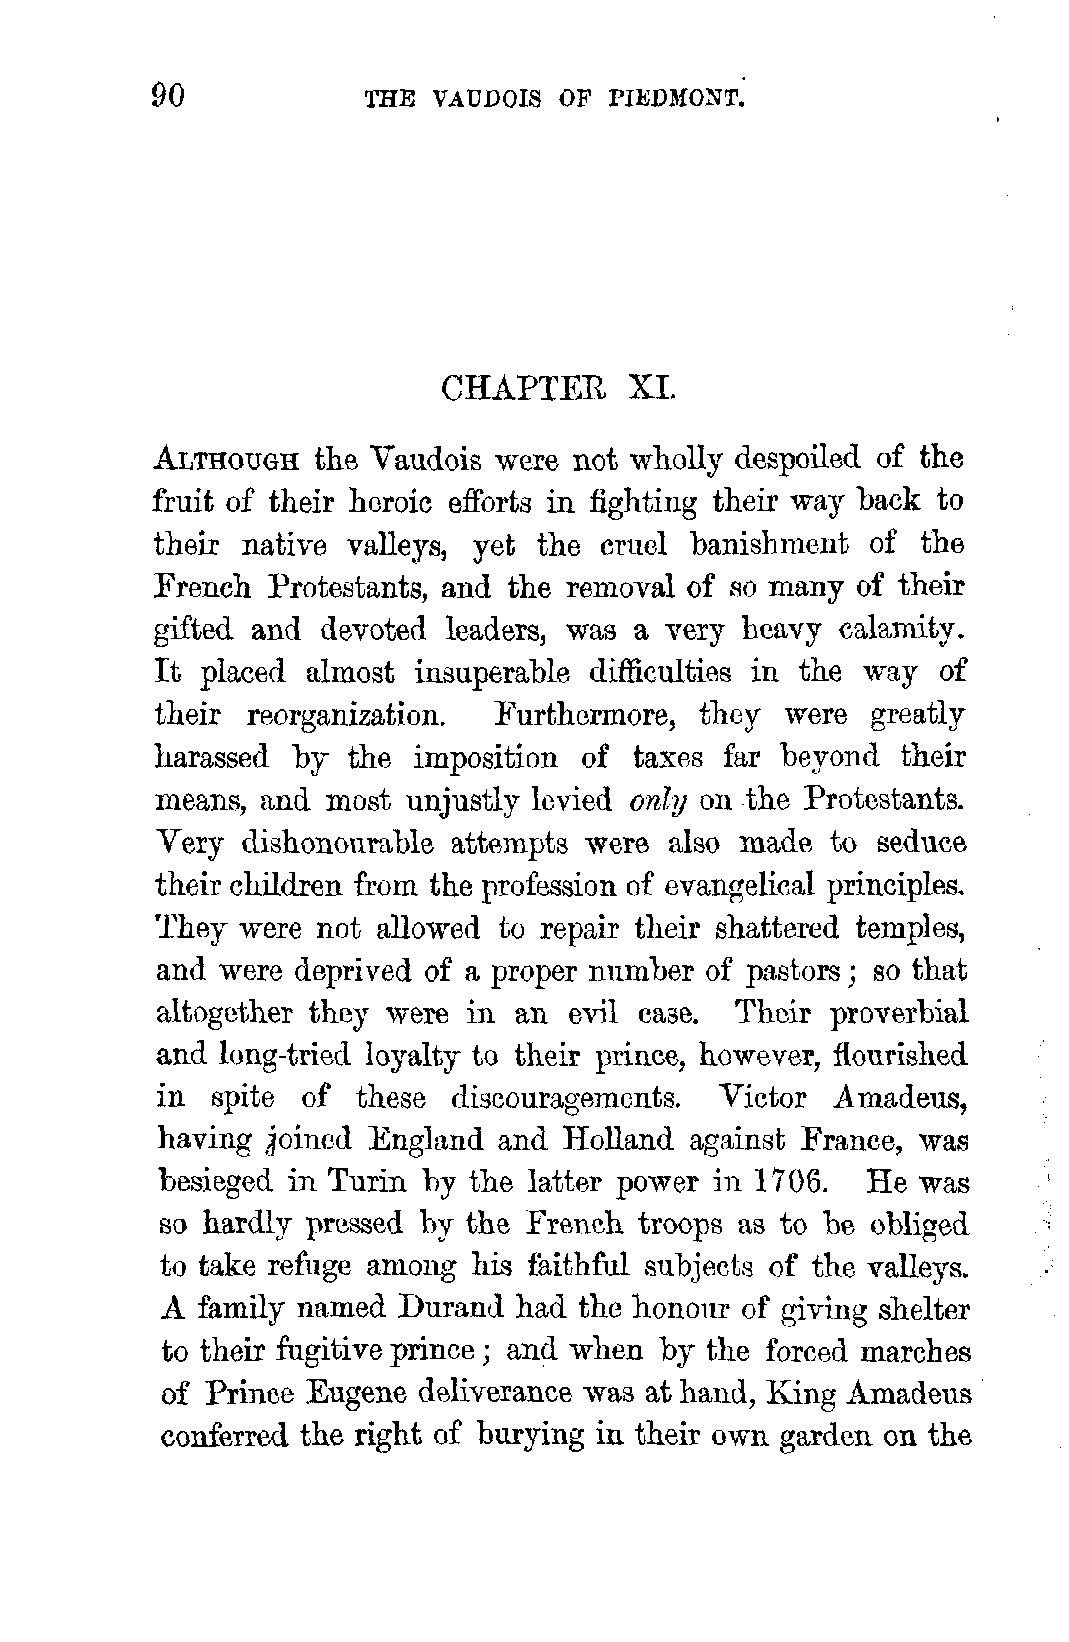 90 THE VAUDOIS OF PIEDMONT.
CHAPTER XI.
ALTHOUGH the Vaudois were not wholly despoiled of the
fruit of their heroic efforts in fighting their way back to
their native valleys, yet the cruel banishment of the
French Protestants, and the removal of so many of their
gifted and devoted leaders, was a very heavy calamity.
It placed almost insuperable difficulties in the way of
their reorganization. Furthermore, they were greatly
harassed by the imposition of taxes far beyond their
means, and most unjustly levied only on the Protestants.
Very dishonourable attempts were also made to seduce
their children from the profession of evangelical principles.
They were not allowed to repair their shattered temples,
and were deprived of a proper number of pastors; so that
altogether they were in an evil case. Their proverbial
and long-tried loyalty to their prince, however, flourished
in spite of these discouragements. Victor Amadeus,
having joined England and Holland against France, was
besieged in Turin by the latter power in 1706. He was
so hardly pressed by the French troops as to be obliged
to take refuge among his faithful subjects of the valleys.
A family named Durand had the honour of giving shelter
to their fugitive prince; and when by the forced marches
of Prince Eugene deliverance was at hand, King Amadeus
conferred the right of burying in their own garden on the